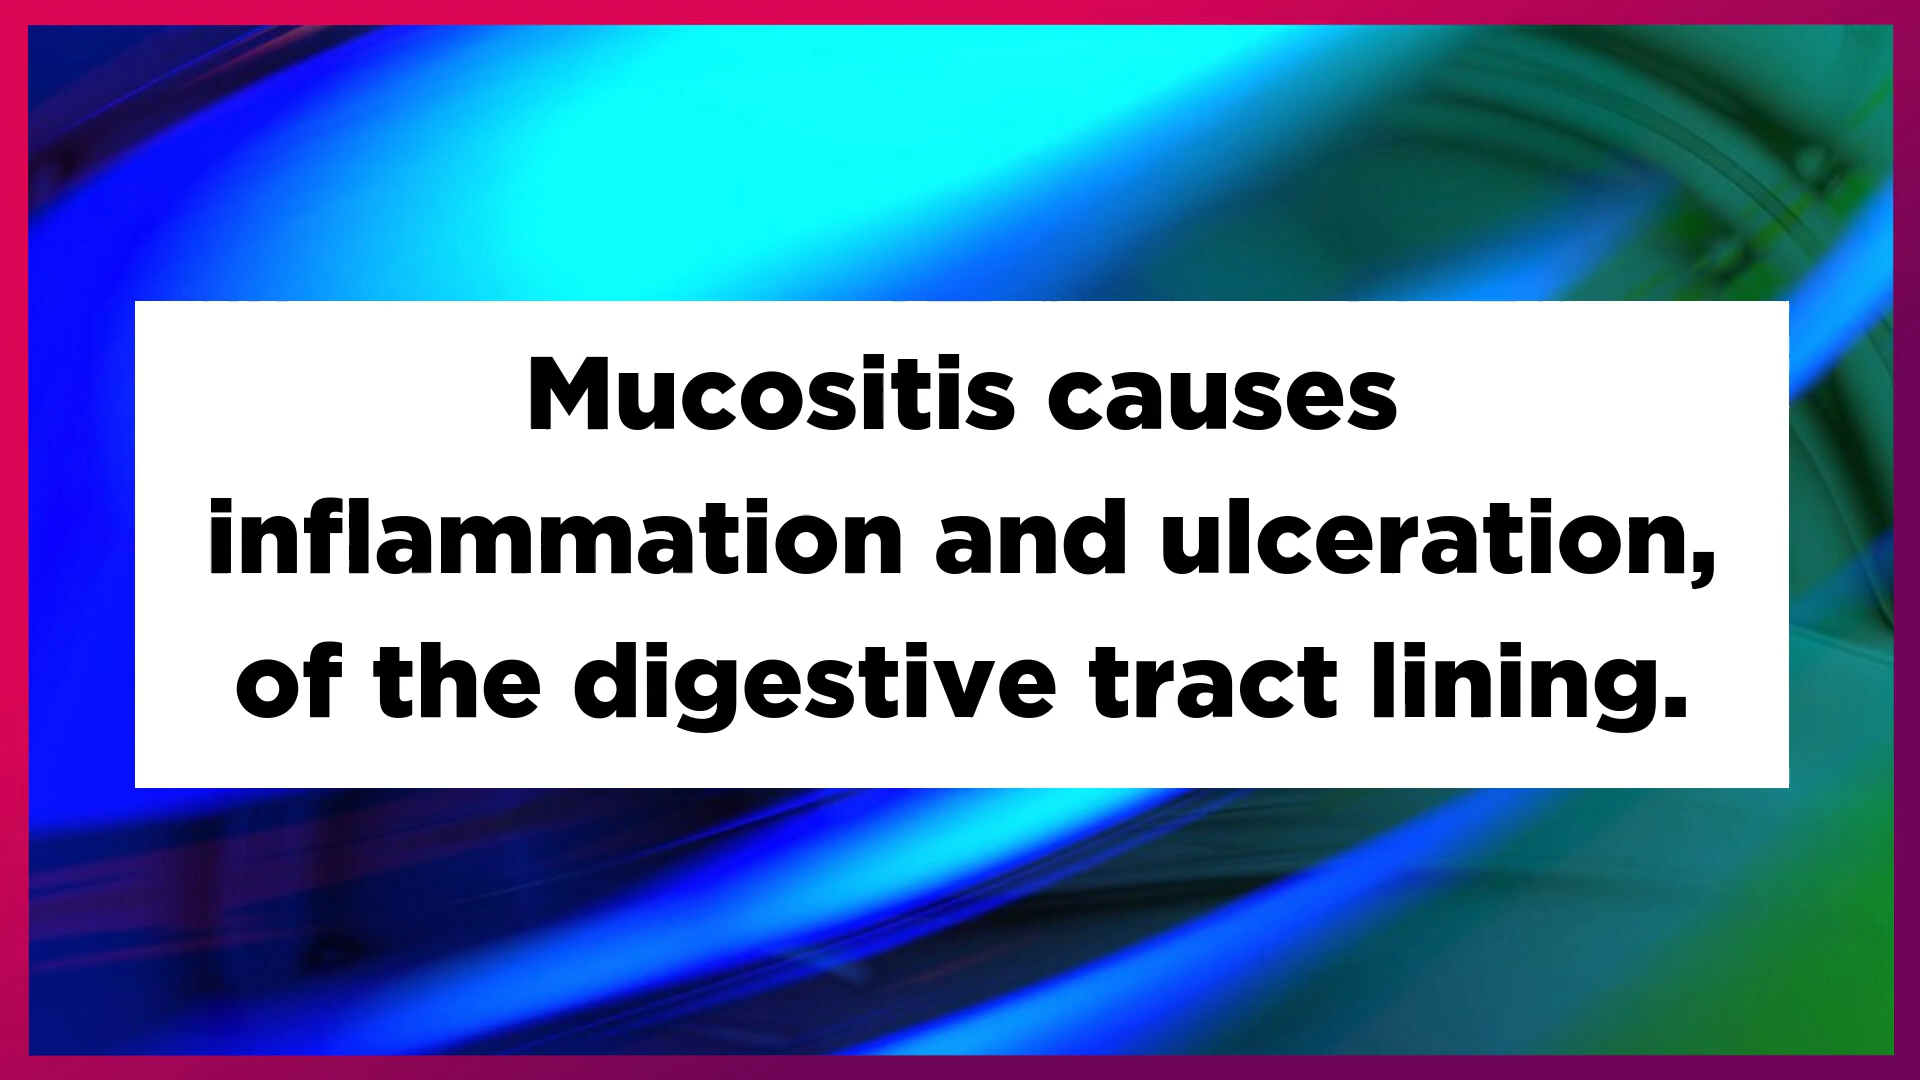 Mucositis causes
inflammation and ulceration,
of the digestive tract lining.